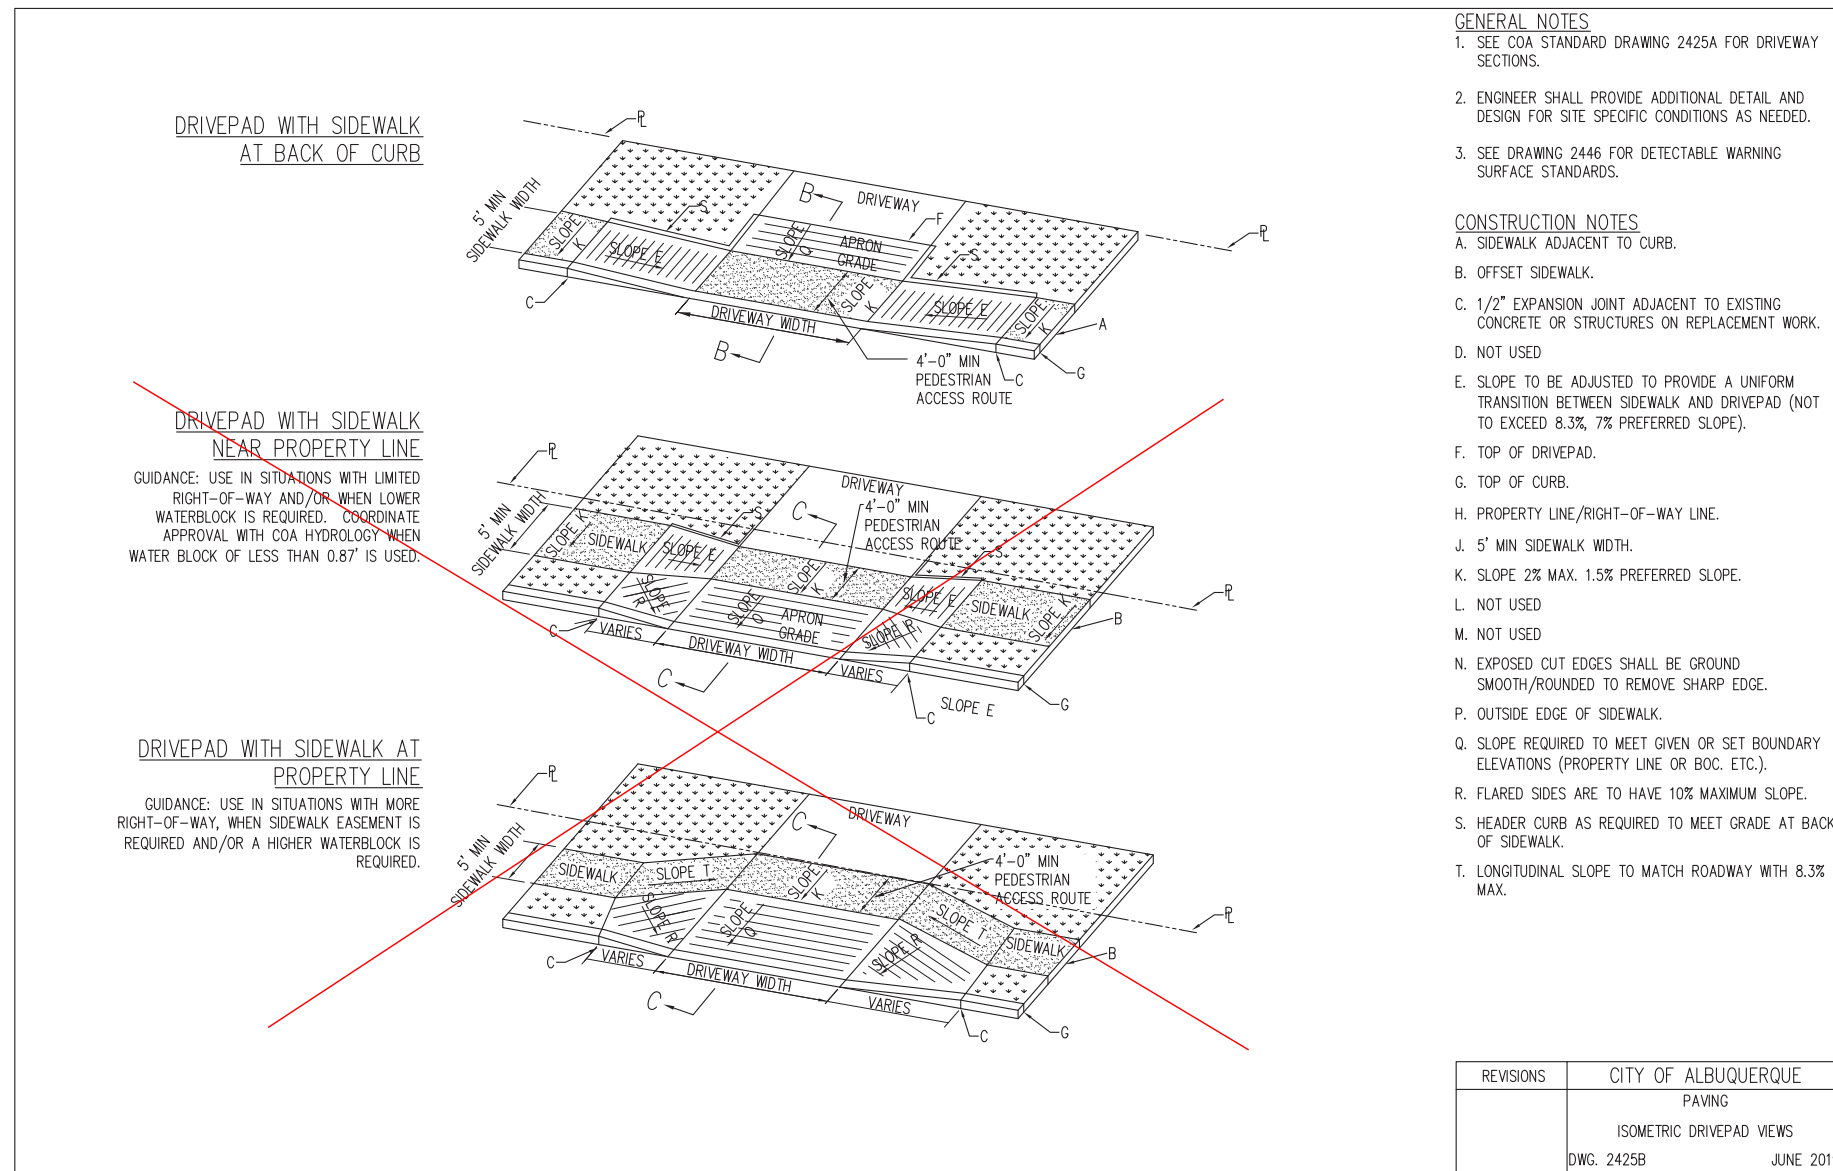 DRIVEPAD WITH SIDEWALK
AT BACK OF CURB
PL
5' MIN
SIDEWALK WIDTH
SLOPE
K
SLOPE E
S
B
DRIVEWAY
F
SLOPE
Q
APRON
GRADE
S
PL
SLOPE
K
SLOPE E
SLOPE
K
A
C
DRIVEWAY WIDTH
B
4'-0" MIN
PEDESTRIAN
ACCESS ROUTE
C
G
DRIVEPAD WITH SIDEWALK
NEAR PROPERTY LINE
GUIDANCE: USE IN SITUATIONS WITH LIMITED
RIGHT-OF-WAY AND/OR WHEN LOWER
WATERBLOCK IS REQUIRED. COORDINATE
APPROVAL WITH COA HYDROLOGY WHEN
WATER BLOCK OF LESS THAN 0.87' IS USED.
PL
5' MIN
SIDEWALK WIDTH
SLOPE K
SIDEWALK
SLOPE E
S
C
DRIVEWAY
4'-0" MIN
PEDESTRIAN
ACCESS ROUTE
S
SLOPE
R
SLOPE
Q
SLOPE
K
APRON
GRADE
SLOPE E
SLOPE R
SIDEWALK
SLOPE K
PL
B
C
VARIES
DRIVEWAY WIDTH
VARIES
C
C
SLOPE E
G
DRIVEPAD WITH SIDEWALK AT
PROPERTY LINE
GUIDANCE: USE IN SITUATIONS WITH MORE
RIGHT-OF-WAY, WHEN SIDEWALK EASEMENT IS
REQUIRED AND/OR A HIGHER WATERBLOCK IS
REQUIRED.
PL
5' MIN
SIDEWALK WIDTH
SIDEWALK
SLOPE T
C
DRIVEWAY
SLOPE
K
4'-0" MIN
PEDESTRIAN
ACCESS ROUTE
SLOPE R
SLOPE
Q
SLOPE R
SLOPE T
SIDEWALK
PL
B
C
VARIES
DRIVEWAY WIDTH
VARIES
C
C
G
GENERAL NOTES
1. SEE COA STANDARD DRAWING 2425A FOR DRIVEWAY
SECTIONS.
2. ENGINEER SHALL PROVIDE ADDITIONAL DETAIL AND
DESIGN FOR SITE SPECIFIC CONDITIONS AS NEEDED.
3. SEE DRAWING 2446 FOR DETECTABLE WARNING
SURFACE STANDARDS.
CONSTRUCTION NOTES
A. SIDEWALK ADJACENT TO CURB.
B. OFFSET SIDEWALK.
C. 1/2" EXPANSION JOINT ADJACENT TO EXISTING
CONCRETE OR STRUCTURES ON REPLACEMENT WORK.
D. NOT USED
E. SLOPE TO BE ADJUSTED TO PROVIDE A UNIFORM
TRANSITION BETWEEN SIDEWALK AND DRIVEPAD (NOT
TO EXCEED 8.3%, 7% PREFERRED SLOPE).
F. TOP OF DRIVEPAD.
G. TOP OF CURB.
H. PROPERTY LINE/RIGHT-OF-WAY LINE.
J. 5' MIN SIDEWALK WIDTH.
K. SLOPE 2% MAX. 1.5% PREFERRED SLOPE.
L. NOT USED
M. NOT USED
N. EXPOSED CUT EDGES SHALL BE GROUND
SMOOTH/ROUNDED TO REMOVE SHARP EDGE.
P. OUTSIDE EDGE OF SIDEWALK.
Q. SLOPE REQUIRED TO MEET GIVEN OR SET BOUNDARY
ELEVATIONS (PROPERTY LINE OR BOC. ETC.).
R. FLARED SIDES ARE TO HAVE 10% MAXIMUM SLOPE.
S. HEADER CURB AS REQUIRED TO MEET GRADE AT BACK
OF SIDEWALK.
T. LONGITUDINAL SLOPE TO MATCH ROADWAY WITH 8.3%
MAX.
REVISIONS
CITY OF ALBUQUERQUE
PAVING
ISOMETRIC DRIVEPAD VIEWS
DWG. 2425B
JUNE 201